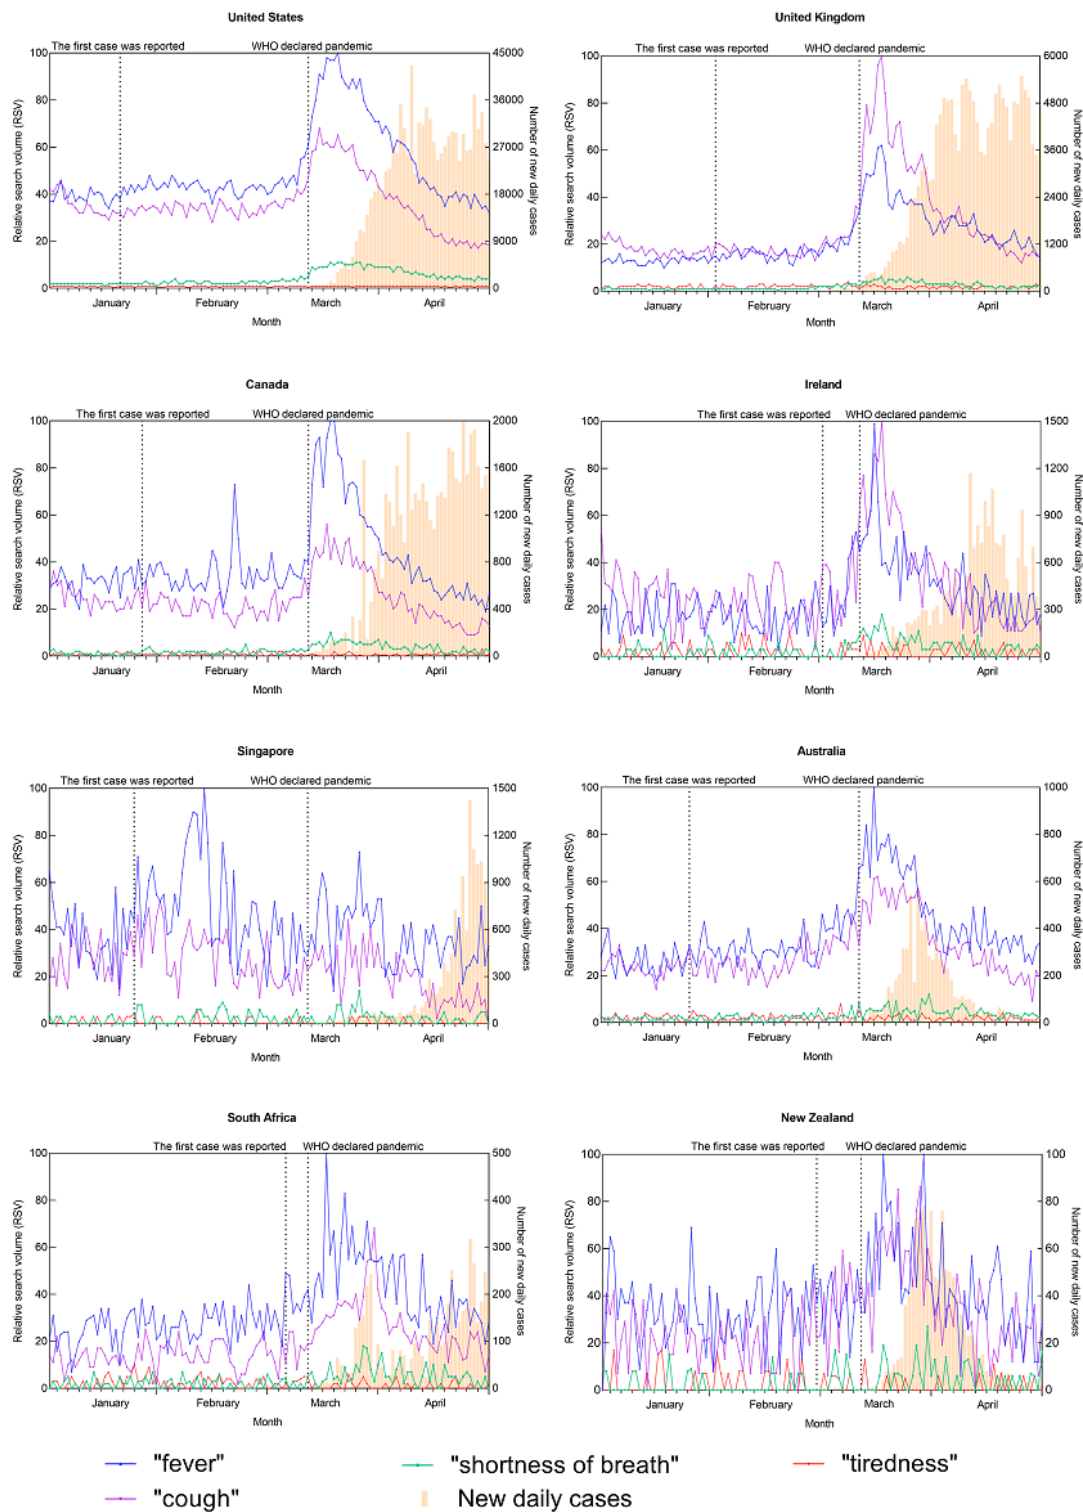 United States
The first case was reported
WHO declared pandemic
Relative search volume (RSV)
100
80
60
40
20
0
45000
36000
27000
18000
9000
0
Number of new daily cases
January
February
March
April
Month
United Kingdom
The first case was reported
WHO declared pandemic
Relative search volume (RSV)
100
80
60
40
20
0
6000
4800
3600
2400
1200
0
Number of new daily cases
January
February
March
April
Month
Canada
The first case was reported
WHO declared pandemic
Relative search volume (RSV)
100
80
60
40
20
0
2000
1600
1200
800
400
0
Number of new daily cases
January
February
March
April
Month
Ireland
The first case was reported
WHO declared pandemic
Relative search volume (RSV)
100
80
60
40
20
0
1500
1200
900
600
300
0
Number of new daily cases
January
February
March
April
Month
Singapore
The first case was reported
WHO declared pandemic
Relative search volume (RSV)
100
80
60
40
20
0
1500
1200
900
600
300
0
Number of new daily cases
January
February
March
April
Month
Australia
The first case was reported
WHO declared pandemic
Relative search volume (RSV)
100
80
60
40
20
0
1000
800
600
400
200
0
Number of new daily cases
January
February
March
April
Month
South Africa
The first case was reported
WHO declared pandemic
Relative search volume (RSV)
100
80
60
40
20
0
500
400
300
200
100
0
Number of new daily cases
January
February
March
April
Month
New Zealand
The first case was reported
WHO declared pandemic
Relative search volume (RSV)
100
80
60
40
20
0
100
80
60
40
20
0
Number of new daily cases
January
February
March
April
Month
"fever"
"shortness of breath"
"tiredness"
"cough"
New daily cases